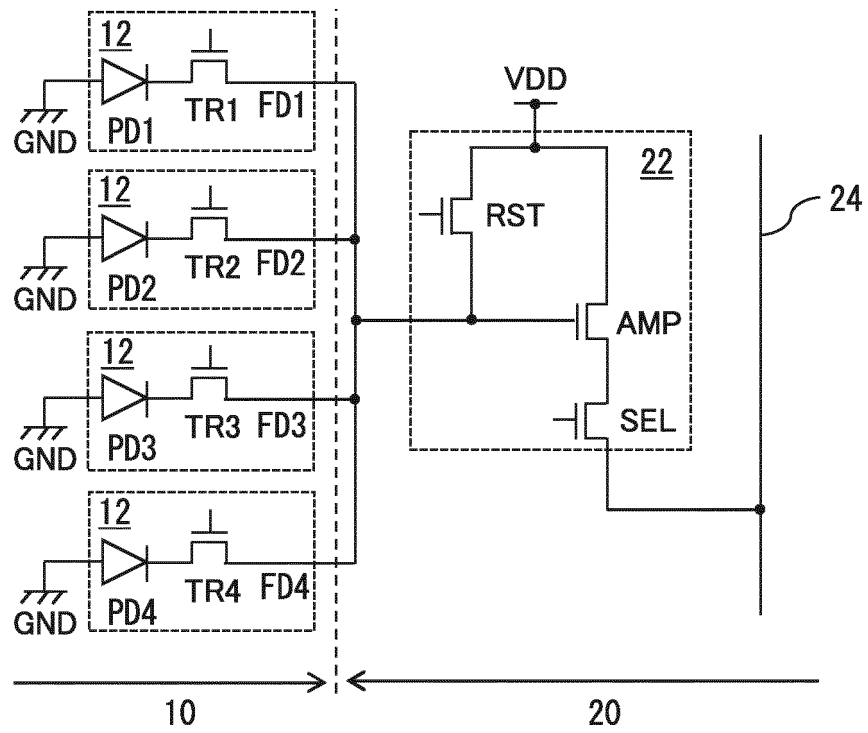 12
GND
PD1
TR1
FD1
12
GND
PD2
TR2
FD2
12
GND
PD3
TR3
FD3
12
GND
PD4
TR4
FD4
VDD
22
RST
AMP
SEL
24
10
20